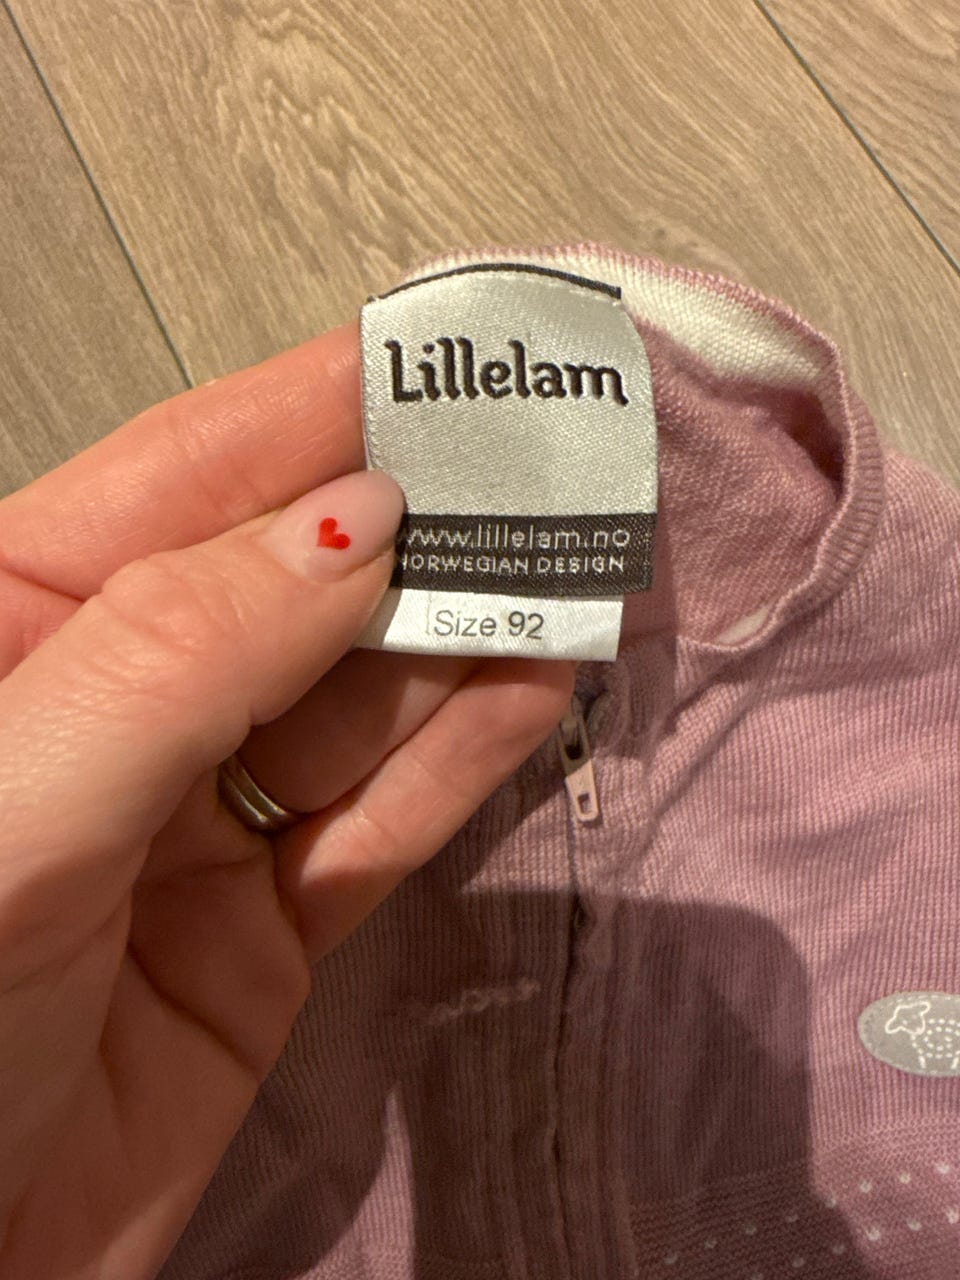 Lillelam
www.lillelam.no
NORWEGIAN DESIGN
Size 92